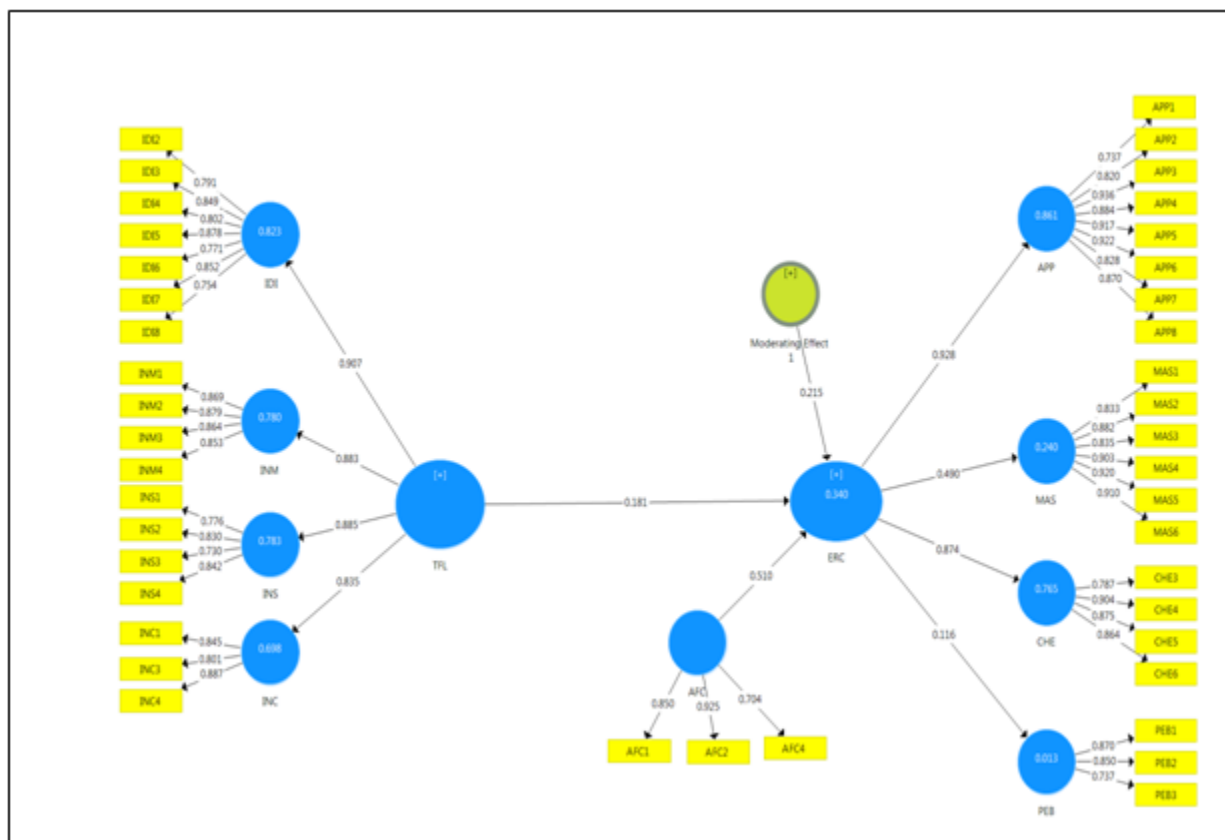 IDI2
IDI3
IDI4
IDI5
IDI6
IDI7
IDI8
0.791
0.849
0.802
0.878
0.771
0.852
0.754
0.823
IDI
INM1
INM2
INM3
INM4
0.869
0.879
0.864
0.853
0.780
INM
INS1
INS2
INS3
INS4
0.776
0.830
0.730
0.842
0.783
INS
INC1
INC3
INC4
0.845
0.801
0.887
0.698
INC
0.907
0.883
0.885
0.835
[+]
TFL
0.181
[+]
Moderating Effect
1
0.215
[+]
0.340
ERC
0.510
AFC
0.850
0.925
0.704
AFC1
AFC2
AFC4
0.928
0.490
0.874
0.116
0.861
APP
0.737
0.820
0.936
0.884
0.917
0.922
0.828
0.870
APP1
APP2
APP3
APP4
APP5
APP6
APP7
APP8
0.240
MAS
0.833
0.882
0.835
0.903
0.920
0.910
MAS1
MAS2
MAS3
MAS4
MAS5
MAS6
0.765
CHE
0.787
0.904
0.875
0.864
CHE3
CHE4
CHE5
CHE6
0.013
PEB
0.870
0.850
0.737
PEB1
PEB2
PEB3